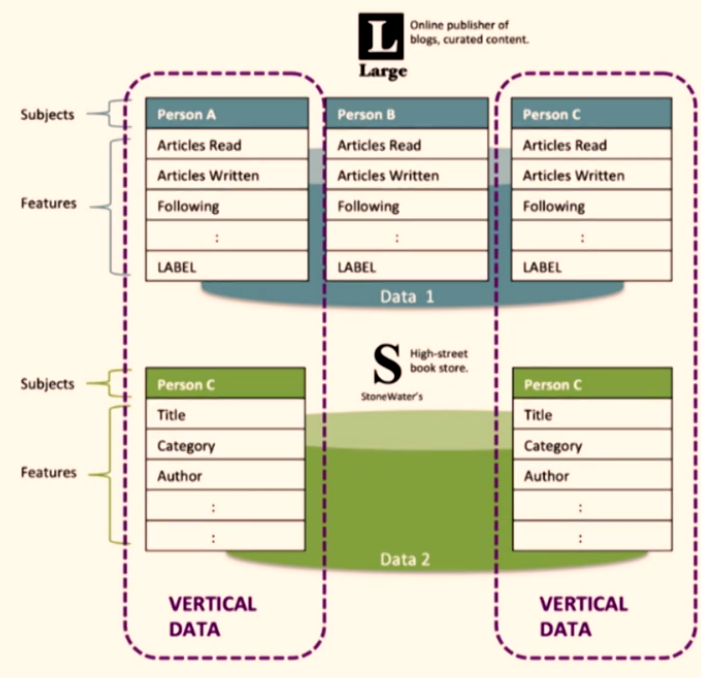 L
Online publisher of
blogs, curated content.
Large
Subjects
Person A
Person B
Person C
Features
Articles Read
Articles Read
Articles Read
Articles Written
Articles Written
Articles Written
Following
Following
Following
:
:
:
LABEL
LABEL
LABEL
Data 1
S
High-street
book store.
StoneWater's
Subjects
Person C
Person C
Features
Title
Title
Category
Category
Author
Author
:
:
:
:
Data 2
VERTICAL
DATA
VERTICAL
DATA